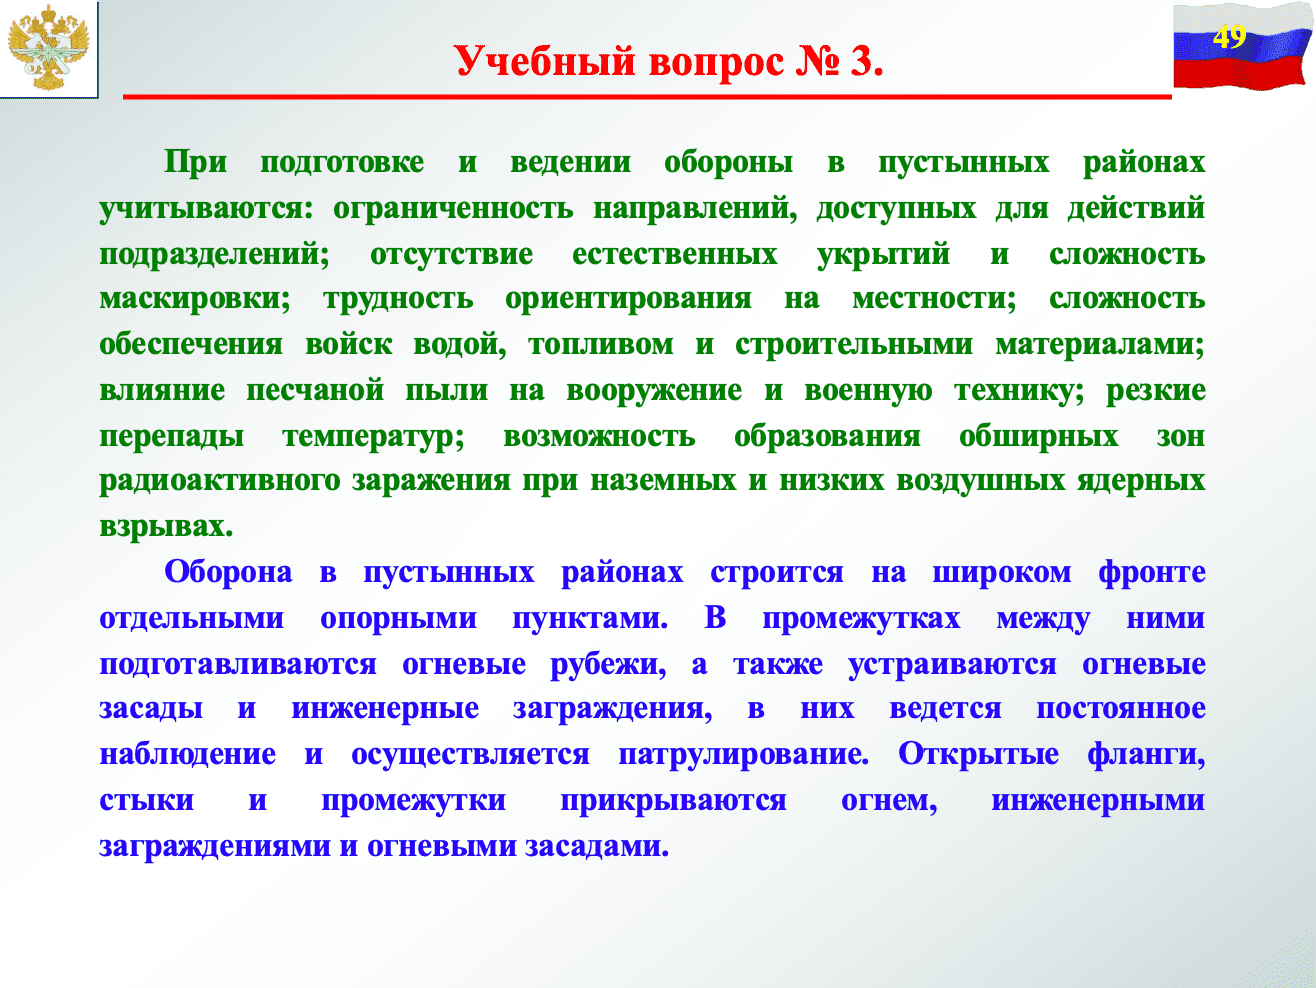 49
Учебный вопрос № 3.
При подготовке и ведении обороны в пустынных районах
учитываются: ограниченность направлений, доступных для действий
подразделений; отсутствие естественных укрытий и сложность
маскировки; трудность ориентирования на местности; сложность
обеспечения войск водой, топливом и строительными материалами;
влияние песчаной пыли на вооружение и военную технику; резкие
перепады температур; возможность образования обширных зон
радиоактивного заражения при наземных и низких воздушных ядерных
взрывах.
Оборона в пустынных районах строится на широком фронте
отдельными опорными пунктами. В промежутках между ними
подготавливаются огневые рубежи, а также устраиваются огневые
засады и инженерные заграждения, в них ведется постоянное
наблюдение и осуществляется патрулирование. Открытые фланги,
стыки и промежутки прикрываются огнем, инженерными
заграждениями и огневыми засадами.